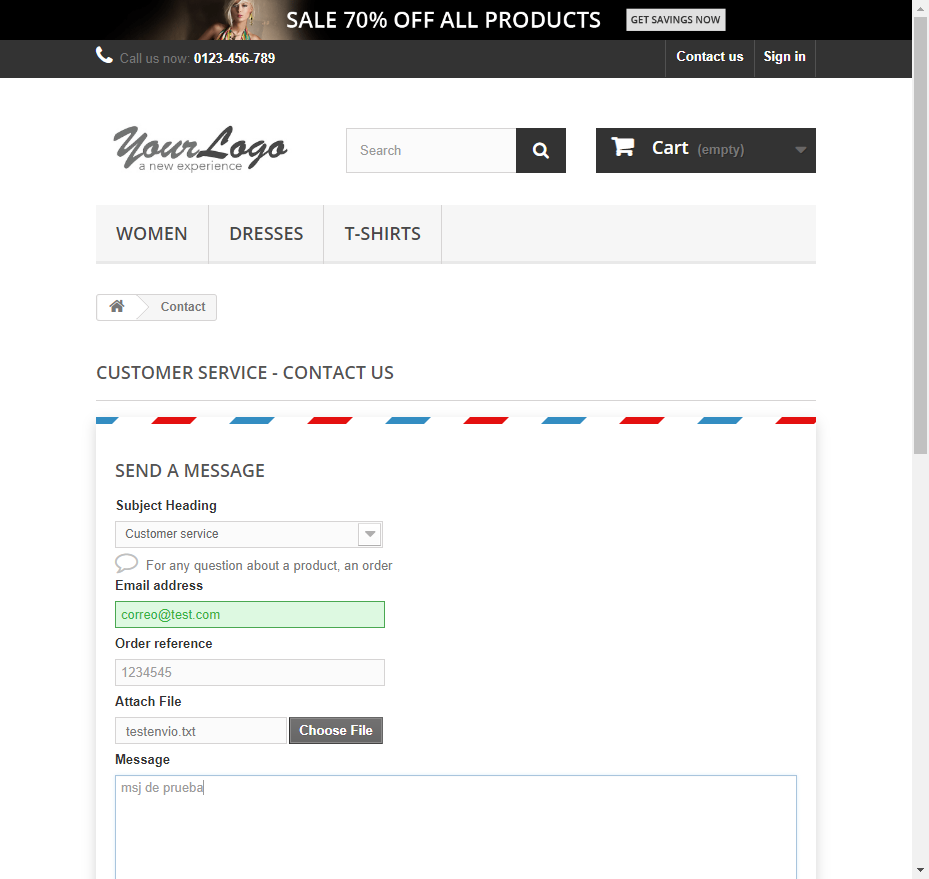 SALE 70% OFF ALL PRODUCTS GET SAVINGS NOW
Call us now: 0123-456-789 Contact us Sign in
YourLogo
a new experience
Search Cart (empty)
WOMEN DRESSES T-SHIRTS
Contact
CUSTOMER SERVICE - CONTACT US
SEND A MESSAGE
Subject Heading
Customer service
For any question about a product, an order
Email address
correo@test.com
Order reference
1234545
Attach File
testenvio.txt Choose File
Message
msj de prueba